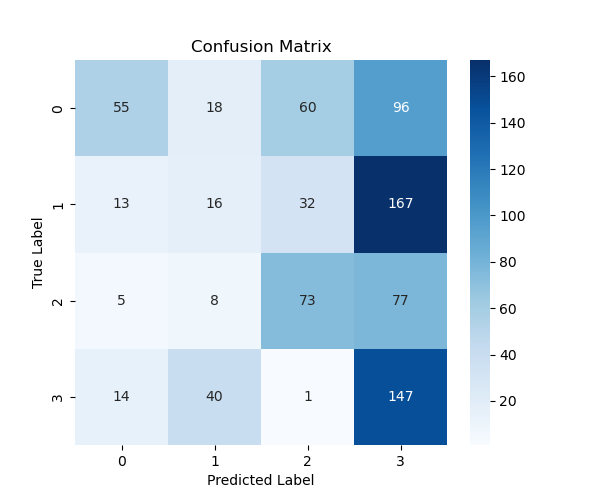 Confusion Matrix
0 55 18 60 96
1 13 16 32 167
2 5 8 73 77
3 14 40 1 147
0 1 2 3
True Label
Predicted Label
160
140
120
100
80
60
40
20